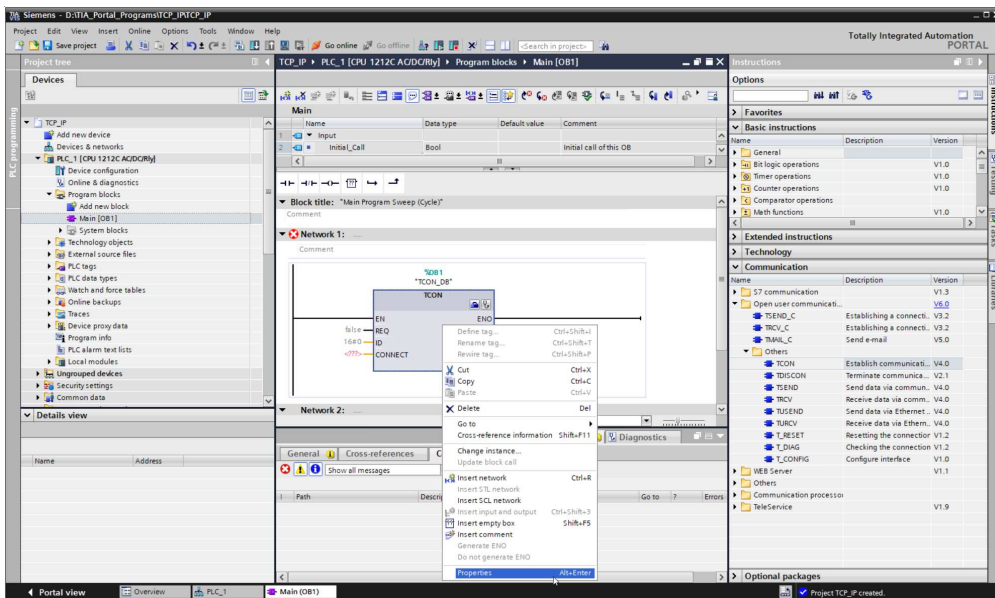 Siemens - D:\TIA_Portal_Programs\TCP_IP\TCP_IP
Project Edit View Insert Online Options Tools Window Help
Save project Go online Go offline <Search in project>
Totally Integrated Automation
PORTAL
Project tree
Devices
TCP_IP
Add new device
Devices & networks
PLC_1 [CPU 1212C AC/DC/Rly]
Device configuration
Online & diagnostics
Program blocks
Add new block
Main [OB1]
System blocks
Technology objects
External source files
PLC tags
PLC data types
Watch and force tables
Online backups
Traces
Device proxy data
Program info
PLC alarm text lists
Local modules
Ungrouped devices
Security settings
Common data
Details view
Name Address
PLC programming
TCP_IP PLC_1 [CPU 1212C AC/DC/Rly] Program blocks Main [OB1]
Main
Name Data type Default value Comment
1 Input
2 Initial_Call Bool Initial call of this OB
Block title: "Main Program Sweep (Cycle)"
Comment
Network 1:
Comment
%DB1
"TCON_DB"
TCON
EN ENO
false REQ
16#0 ID
<???> CONNECT
Network 2:
Define tag... Ctrl+Shift+I
Rename tag... Ctrl+Shift+T
Rewire tag... Ctrl+Shift+P
Cut Ctrl+X
Copy Ctrl+C
Paste Ctrl+V
Delete Del
Go to
Cross-reference information Shift+F11
Change instance...
Update block call
Insert network Ctrl+R
Insert STL network
Insert SCL network
Insert input and output Ctrl+Shift+3
Insert empty box Shift+F5
Insert comment
Generate ENO
Do not generate ENO
Properties Alt+Enter
Diagnostics
General Cross-references C
Show all messages
! Path Descri Go to ? Errors
Instructions
Options
Favorites
Basic instructions
Name Description Version
General
Bit logic operations V1.0
Timer operations V1.0
Counter operations V1.0
Comparator operations
Math functions V1.0
Extended instructions
Technology
Communication
Name Description Version
S7 communication V1.3
Open user communicati... V6.0
TSEND_C Establishing a connecti.. V3.2
TRCV_C Establishing a connecti.. V3.2
TMAIL_C Send e-mail V5.0
Others
TCON Establish communicati... V4.0
TDISCON Terminate communica... V2.1
TSEND Send data via commun.. V4.0
TRCV Receive data via comm.. V4.0
TUSEND Send data via Ethernet .. V4.0
TURCV Receive data via Ethern.. V4.0
T_RESET Resetting the connection V1.2
T_DIAG Checking the connection V1.2
T_CONFIG Configure interface V1.0
WEB Server V1.1
Others
Communication processor
TeleService V1.9
Optional packages
Instructions
Testing
Tasks
Libraries
Portal view Overview PLC_1 Main (OB1) Project TCP_IP created.